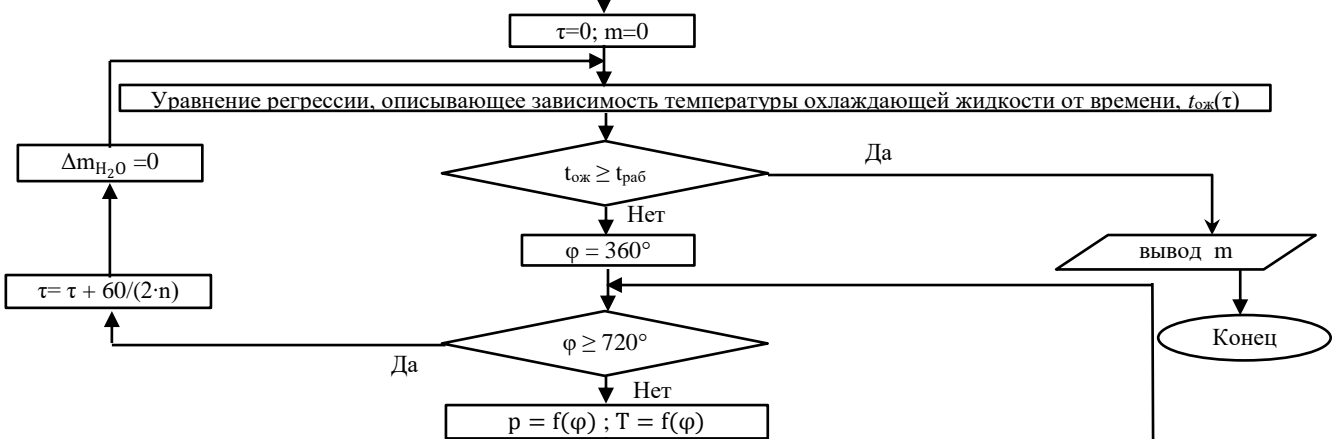 τ=0; m=0
Уравнение регрессии, описывающее зависимость температуры охлаждающей жидкости от времени, tож(τ)
Δm_H₂O =0
tож ≥ tраб
Да
Нет
φ = 360°
вывод m
τ= τ + 60/(2·n)
φ ≥ 720°
Конец
Да
Нет
p = f(φ) ; T = f(φ)